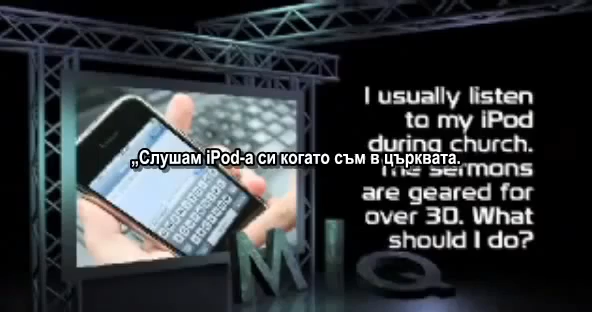 I usually listen
to my iPod
during church.
„Слушам iPod-а си когато съм в църквата.
The sermons
are geared for
over 30. What
should I do?
M I Q